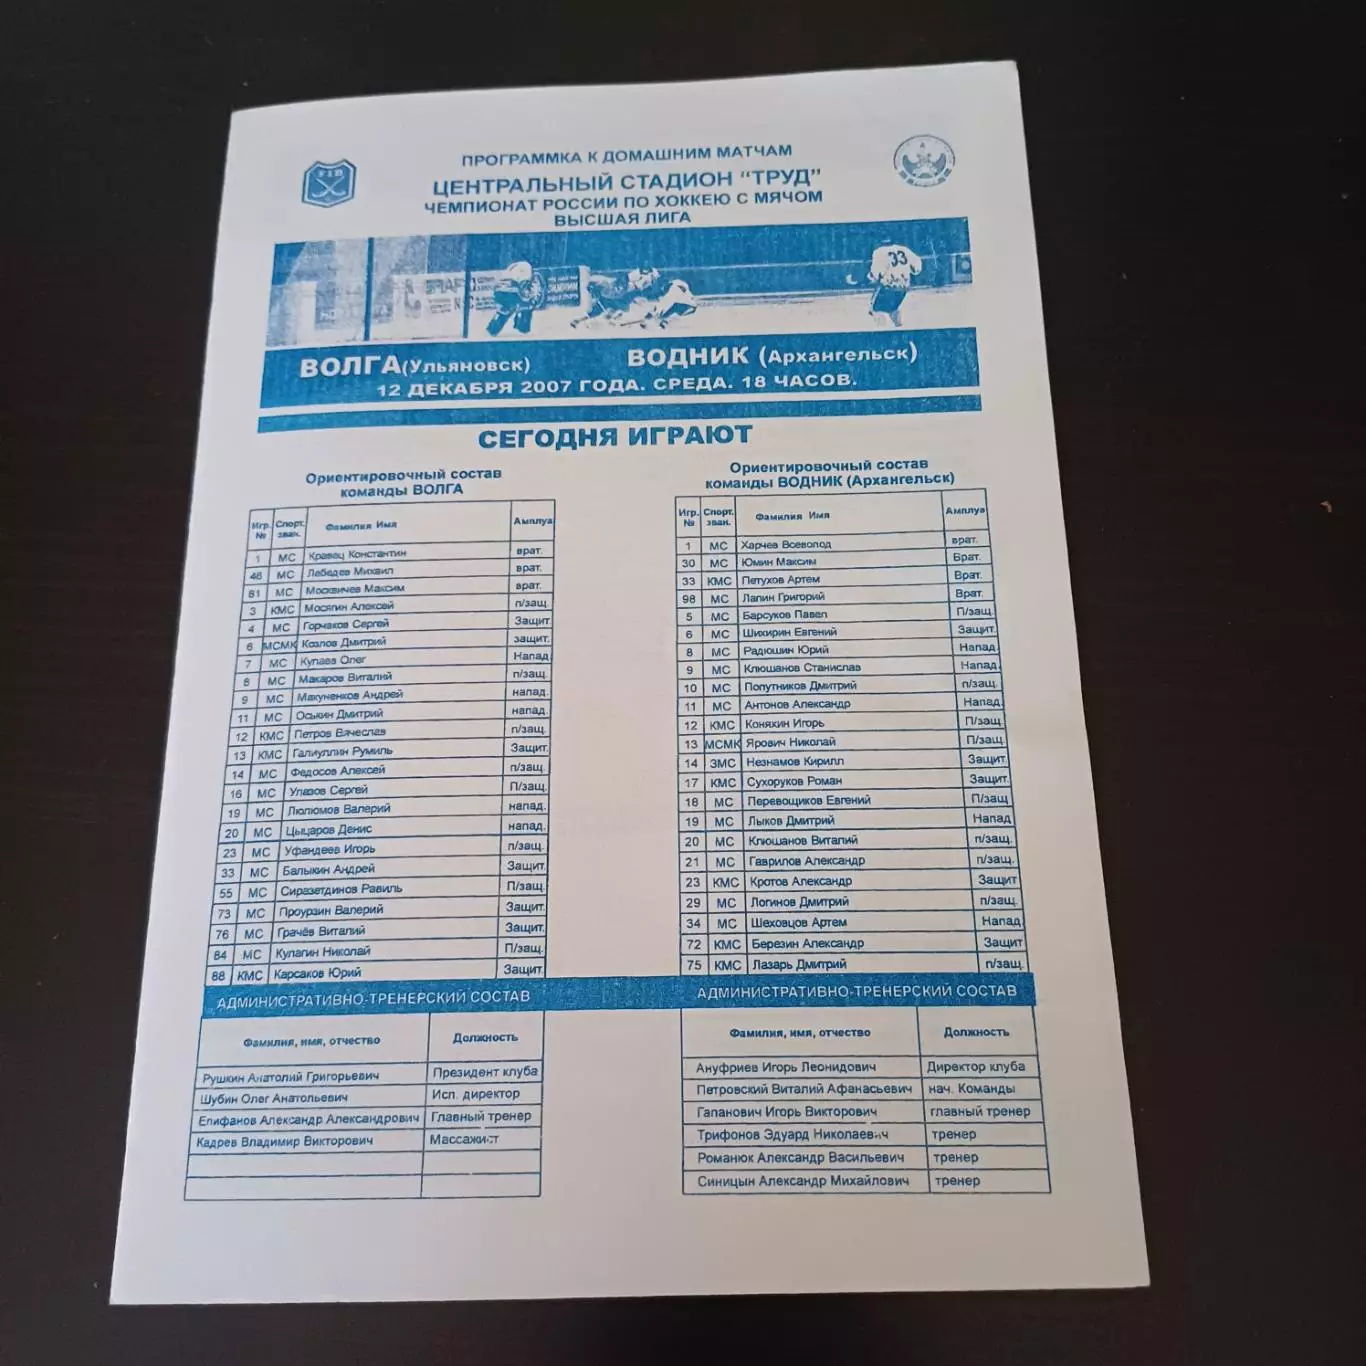 ПРОГРАММКА К ДОМАШНИМ МАТЧАМ
ЦЕНТРАЛЬНЫЙ СТАДИОН "ТРУД"
ЧЕМПИОНАТ РОССИИ ПО ХОККЕЮ С МЯЧОМ
ВЫСШАЯ ЛИГА
33
ВОЛГА(Ульяновск) ВОДНИК (Архангельск)
12 ДЕКАБРЯ 2007 ГОДА. СРЕДА. 18 ЧАСОВ.
СЕГОДНЯ ИГРАЮТ
Ориентировочный состав
команды ВОЛГА
Игр. № Спорт. зван. Фамилия Имя Амплуа
1 МС Кравец Константин врат.
46 МС Лебедев Михаил врат.
81 МС Москвичев Максим врат.
3 КМС Мосягин Алексей п/защ.
4 МС Горчаков Сергей Защит.
6 МСМК Козлов Дмитрий защит.
7 МС Купаев Олег Напад.
8 МС Макаров Виталий п/защ.
9 МС Макуненков Андрей напад.
11 МС Оськин Дмитрий напад.
12 КМС Петров Вячеслав п/защ.
13 КМС Галиуллин Румиль Защит.
14 МС Федосов Алексей п/защ.
16 МС Улазов Сергей П/защ.
19 МС Люлюмов Валерий напад.
20 МС Цыцаров Денис напад.
23 МС Уфандеев Игорь п/защ.
33 МС Балыкин Андрей Защит.
55 МС Сиразетдинов Равиль П/защ.
73 МС Проурзин Валерий Защит.
76 МС Грачёв Виталий Защит.
84 МС Кулагин Николай П/защ.
88 КМС Карсаков Юрий Защит.
АДМИНИСТРАТИВНО-ТРЕНЕРСКИЙ СОСТАВ
Фамилия, имя, отчество Должность
Рушкин Анатолий Григорьевич Президент клуба
Шубин Олег Анатольевич Исп. директор
Епифанов Александр Александрович Главный тренер
Кадрев Владимир Викторович Массажист
Ориентировочный состав
команды ВОДНИК (Архангельск)
Игр. № Спорт. зван. Фамилия Имя Амплуа
1 МС Харчев Всеволод врат.
30 МС Юмин Максим Врат.
33 КМС Петухов Артем Врат.
98 МС Лапин Григорий Врат.
5 МС Барсуков Павел П/защ.
6 МС Шихирин Евгений Защит.
8 МС Радюшин Юрий Напад.
9 МС Клюшанов Станислав Напад.
10 МС Попутников Дмитрий п/защ.
11 МС Антонов Александр Напад.
12 КМС Коняхин Игорь П/защ.
13 МСМК Ярович Николай П/защ.
14 ЗМС Незнамов Кирилл Защит.
17 КМС Сухоруков Роман Защит.
18 МС Перевощиков Евгений П/защ
19 МС Лыков Дмитрий Напад
20 МС Клюшанов Виталий п/защ.
21 МС Гаврилов Александр п/защ.
23 КМС Кротов Александр Защит
29 МС Логинов Дмитрий п/защ.
34 МС Шеховцов Артем Напад.
72 КМС Березин Александр Защит
75 КМС Лазарь Дмитрий п/защ.
АДМИНИСТРАТИВНО-ТРЕНЕРСКИЙ СОСТАВ
Фамилия, имя, отчество Должность
Ануфриев Игорь Леонидович Директор клуба
Петровский Виталий Афанасьевич нач. Команды
Гапанович Игорь Викторович главный тренер
Трифонов Эдуард Николаевич тренер
Романюк Александр Васильевич тренер
Синицын Александр Михайлович тренер